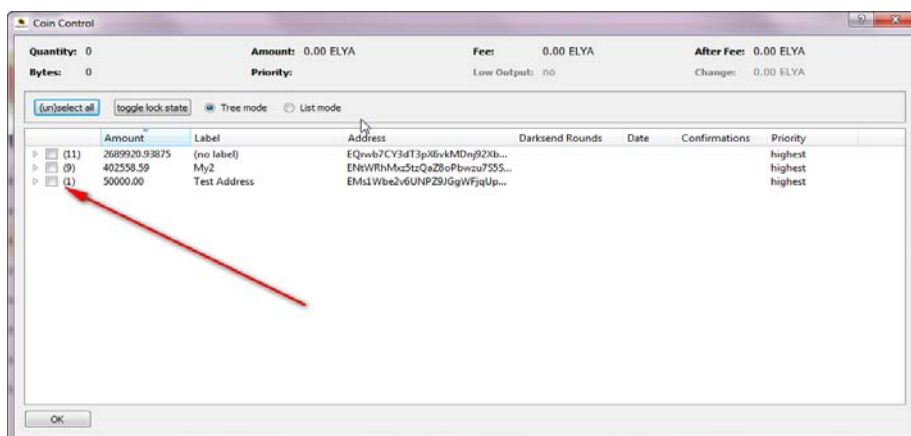 Coin Control
Quantity: 0 Amount: 0.00 ELYA Fee: 0.00 ELYA After Fee: 0.00 ELYA
Bytes: 0 Priority: Low Output: no Change: 0.00 ELYA
(un)select all toggle lock state Tree mode List mode
Amount Label Address Darksend Rounds Date Confirmations Priority
(11) 2689920.93875 (no label) highest
(9) 402558.59 My2 highest
(1) 50000.00 Test Address highest
OK